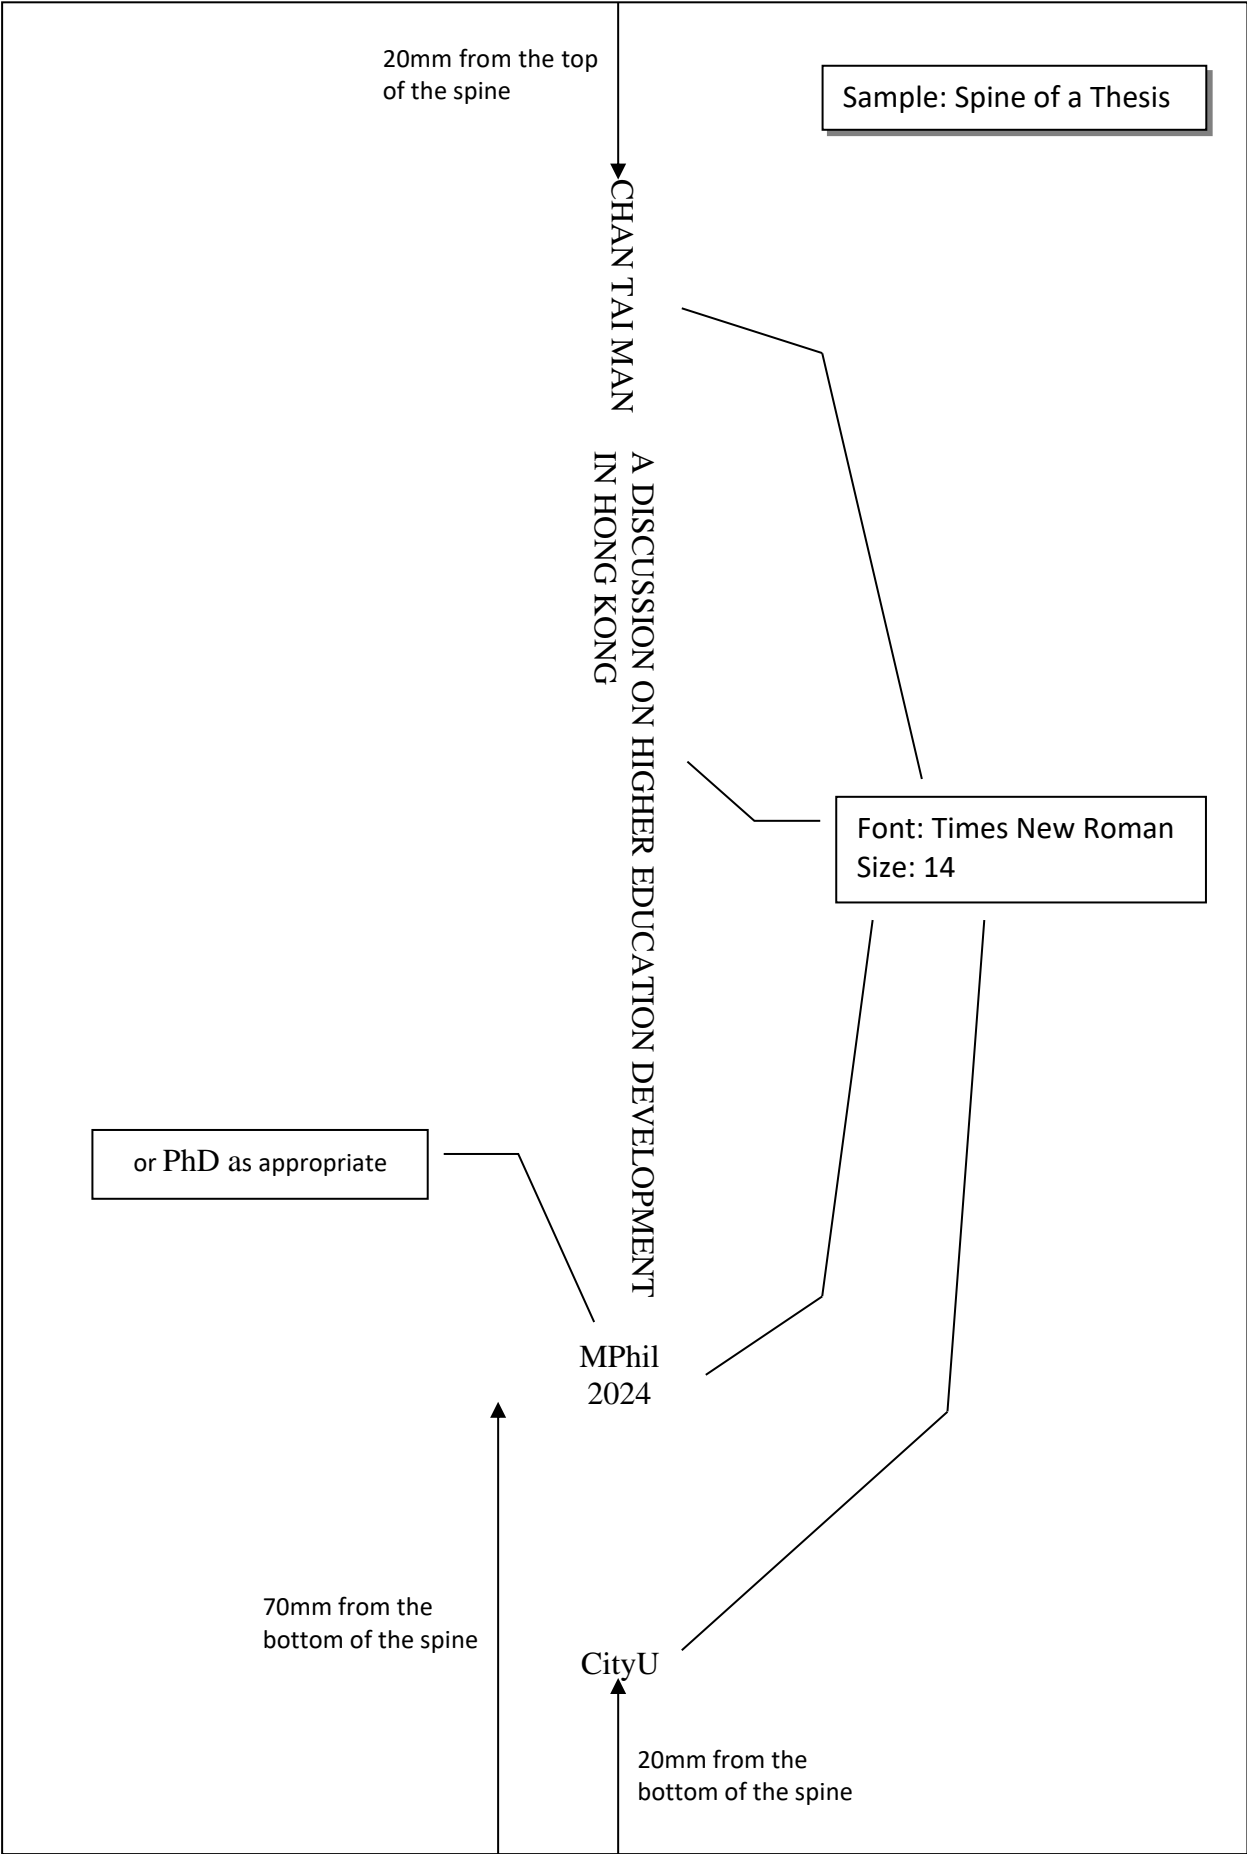 20mm from the top
of the spine
Sample: Spine of a Thesis
CHAN TAI MAN
A DISCUSSION ON HIGHER EDUCATION DEVELOPMENT
IN HONG KONG
Font: Times New Roman
Size: 14
or PhD as appropriate
MPhil
2024
70mm from the
bottom of the spine
CityU
20mm from the
bottom of the spine